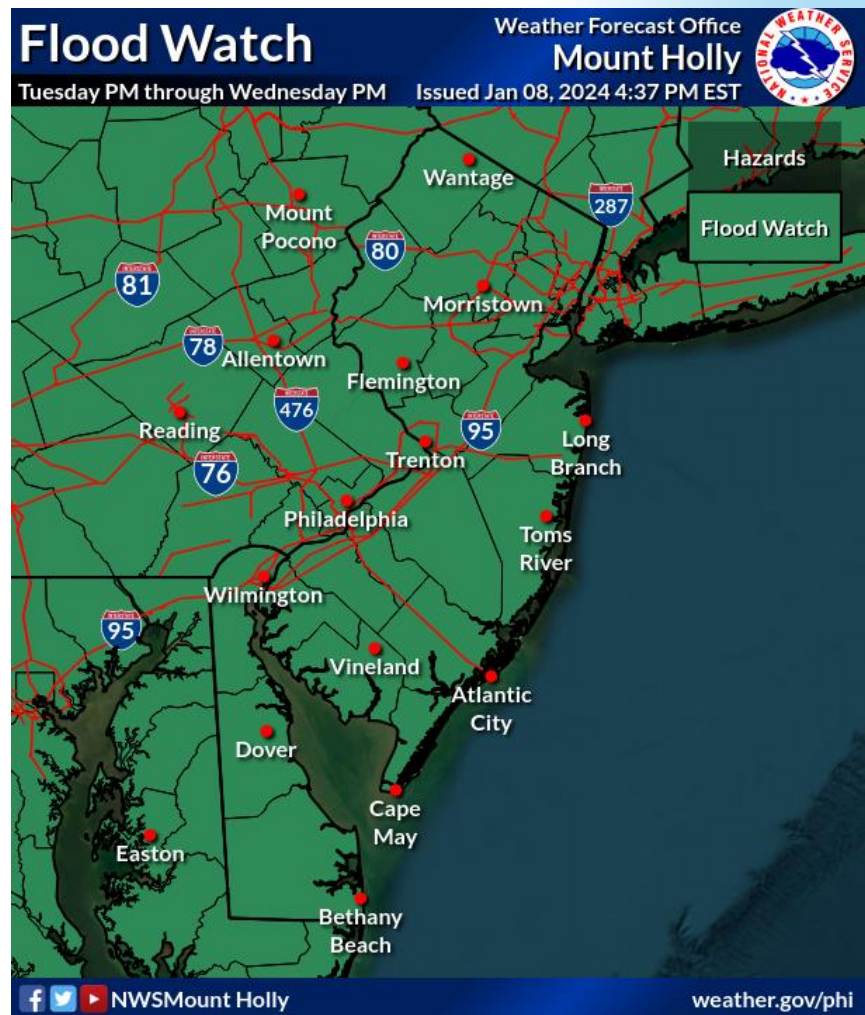 Flood Watch
Weather Forecast Office
Mount Holly
Tuesday PM through Wednesday PM
Issued Jan 08, 2024 4:37 PM EST
NATIONAL WEATHER SERVICE
Hazards
Flood Watch
Wantage
Mount
Pocono
287
80
81
Morristown
78
Allentown
Flemington
476
Reading
95
Long
Branch
Trenton
76
Philadelphia
Toms
River
Wilmington
95
Vineland
Atlantic
City
Dover
Cape
May
Easton
Bethany
Beach
NWSMount Holly
weather.gov/phi